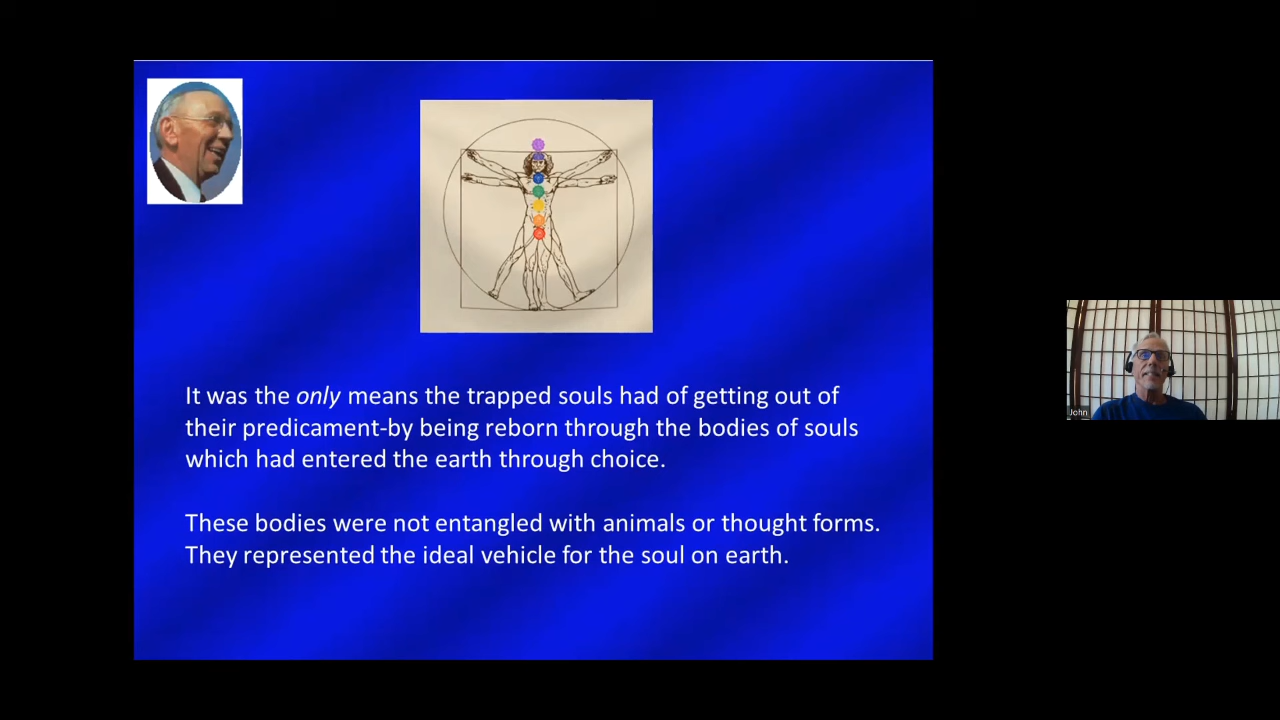 It was the only means the trapped souls had of getting out of
their predicament-by being reborn through the bodies of souls
which had entered the earth through choice.
These bodies were not entangled with animals or thought forms.
They represented the ideal vehicle for the soul on earth.
John